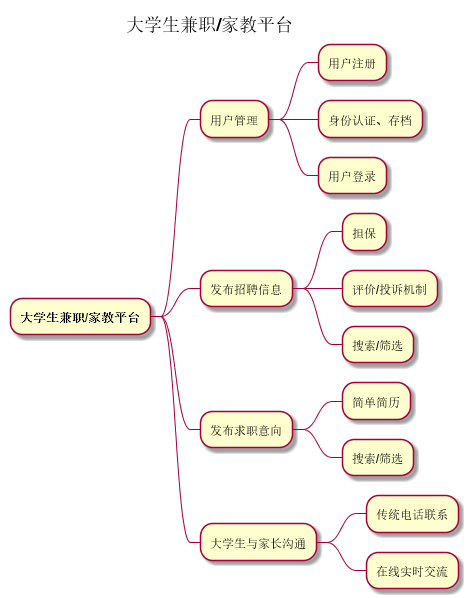 大学生兼职/家教平台
大学生兼职/家教平台
用户管理
用户注册
身份认证、存档
用户登录
发布招聘信息
担保
评价/投诉机制
搜索/筛选
发布求职意向
简单简历
搜索/筛选
大学生与家长沟通
传统电话联系
在线实时交流